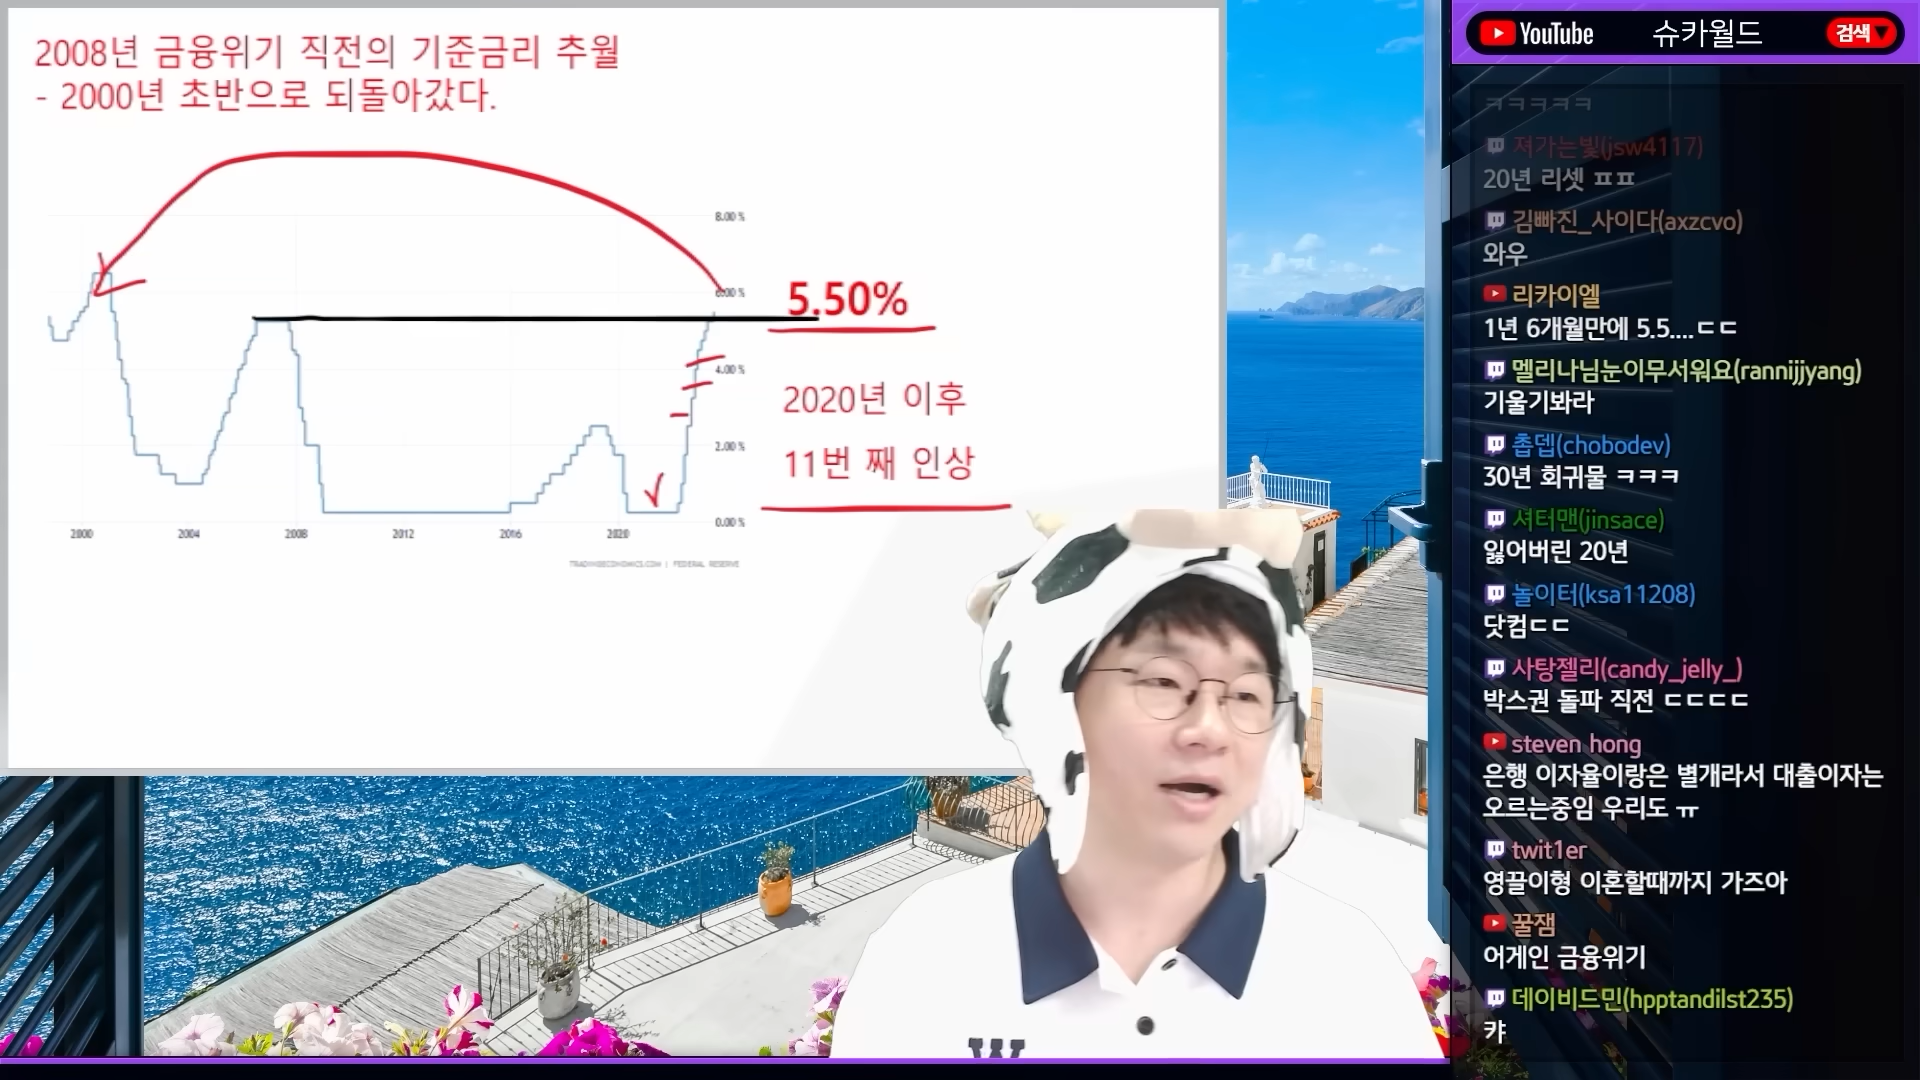 2008년 금융위기 직전의 기준금리 추월
- 2000년 초반으로 되돌아갔다.
8.00 %
6.00 %
5.50%
4.00 %
2020년 이후
2.00 %
11번 째 인상
0.00 %
2000 2004 2008 2012 2016 2020
TRADINGECONOMICS.COM | FEDERAL RESERVE
W
YouTube 슈카월드 검색▼
ㅋㅋㅋㅋㅋ
져가는빛(jsw4117)
20년 리셋 ㅍㅍ
김빠진_사이다(axzcvo)
와우
리카이엘
1년 6개월만에 5.5....ㄷㄷ
멜리나님눈이무서워요(rannijjyang)
기울기봐라
촙뎁(chobodev)
30년 회귀물 ㅋㅋㅋ
셔터맨(jinsace)
잃어버린 20년
놀이터(ksa11208)
닷컴ㄷㄷ
사탕젤리(candy_jelly_)
박스권 돌파 직전 ㄷㄷㄷㄷ
steven hong
은행 이자율이랑은 별개라서 대출이자는
오르는중임 우리도 ㅠ
twit1er
영끌이형 이혼할때까지 가즈아
꿀잼
어게인 금융위기
데이비드민(hpptandilst235)
캬